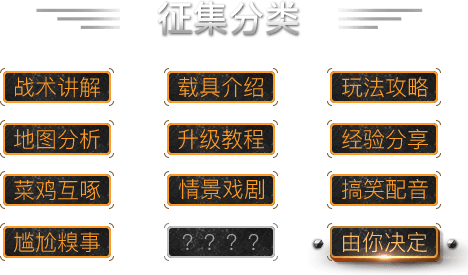 征集分类
战术讲解 载具介绍 玩法攻略
地图分析 升级教程 经验分享
菜鸡互啄 情景戏剧 搞笑配音
尴尬糗事 ？？？？ 由你决定